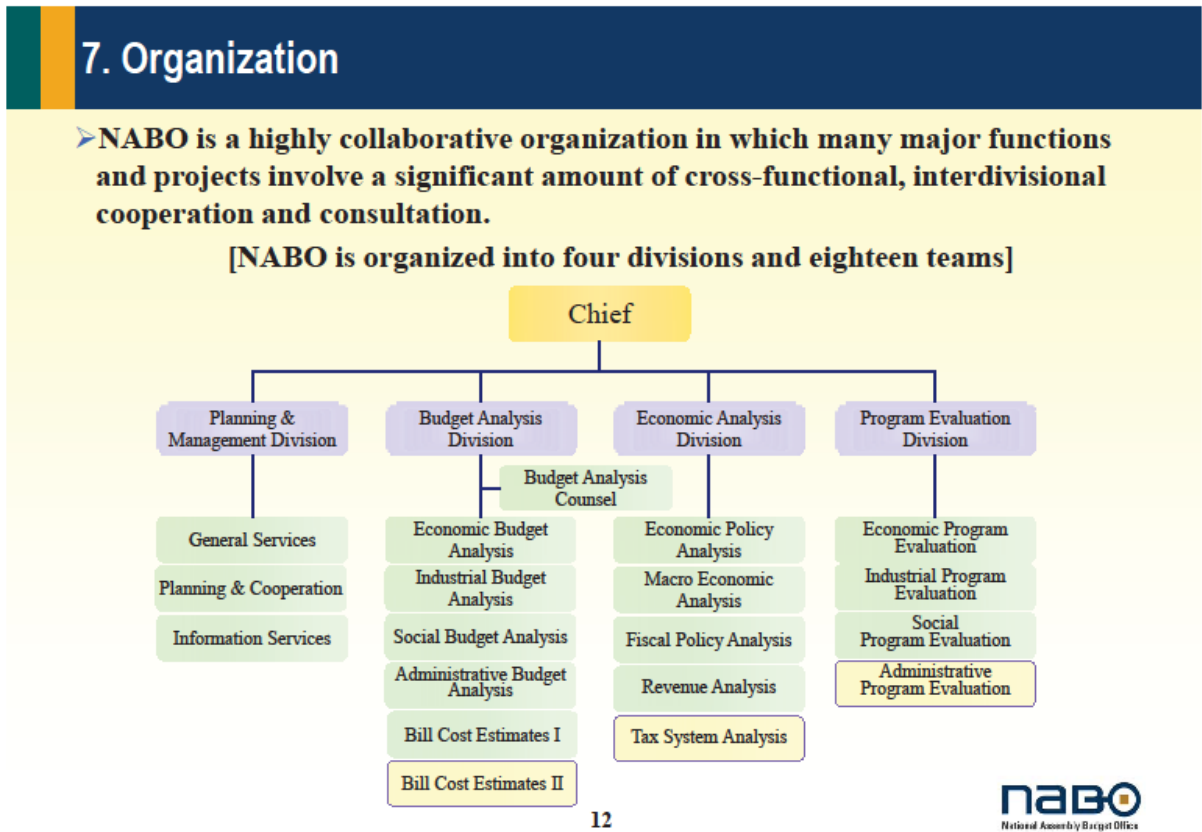 7. Organization
➢NABO is a highly collaborative organization in which many major functions
and projects involve a significant amount of cross-functional, interdivisional
cooperation and consultation.
[NABO is organized into four divisions and eighteen teams]
Chief
Planning &
Management Division
Budget Analysis
Division
Economic Analysis
Division
Program Evaluation
Division
Budget Analysis
Counsel
General Services
Planning & Cooperation
Information Services
Economic Budget
Analysis
Industrial Budget
Analysis
Social Budget Analysis
Administrative Budget
Analysis
Bill Cost Estimates I
Bill Cost Estimates II
Economic Policy
Analysis
Macro Economic
Analysis
Fiscal Policy Analysis
Revenue Analysis
Tax System Analysis
Economic Program
Evaluation
Industrial Program
Evaluation
Social
Program Evaluation
Administrative
Program Evaluation
12
naBO
National Assembly Budget Office